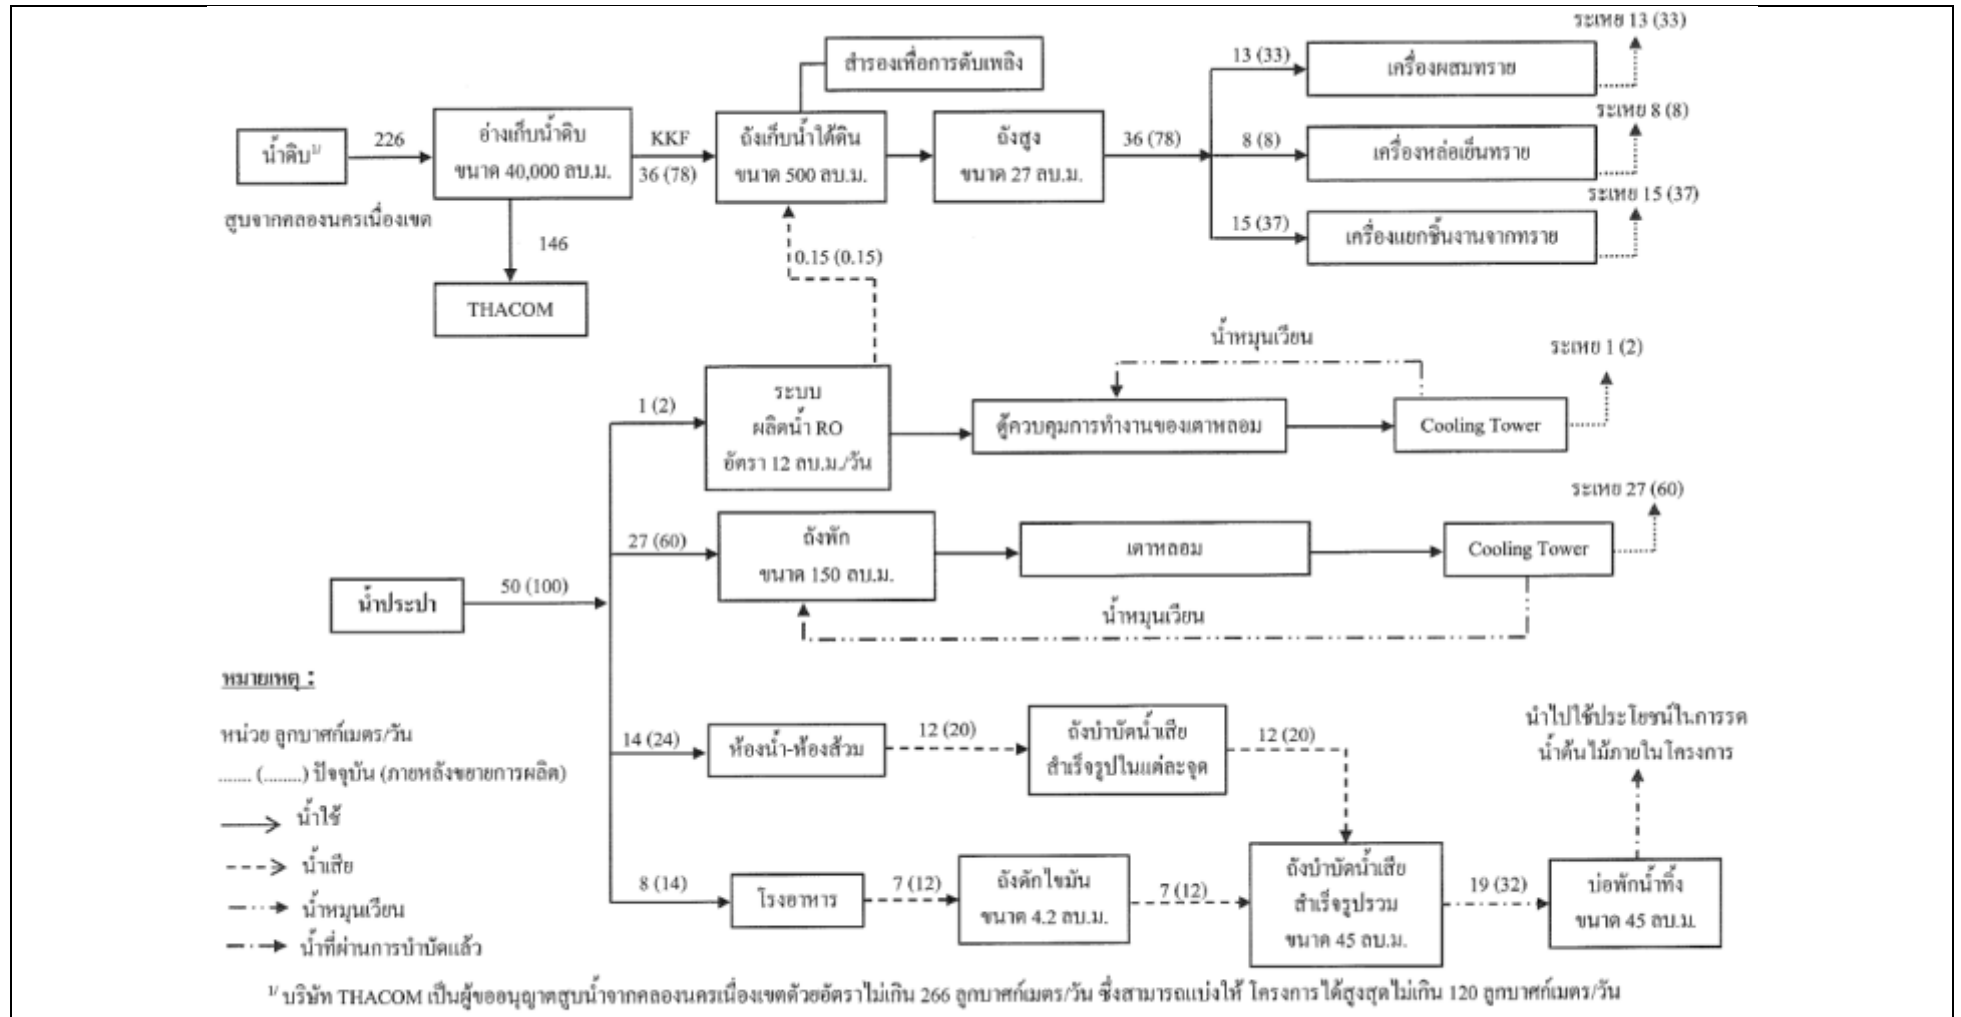 ระเหย 13 (33)
สำรองเพื่อการดับเพลิง
13 (33)
เครื่องผสมทราย
น้ำดิบ1/
226
อ่างเก็บน้ำดิบ
ขนาด 40,000 ลบ.ม.
KKF
36 (78)
ถังเก็บน้ำใต้ดิน
ขนาด 500 ลบ.ม.
ถังสูง
ขนาด 27 ลบ.ม.
36 (78)
ระเหย 8 (8)
8 (8)
เครื่องหล่อเย็นทราย
ระเหย 15 (37)
15 (37)
เครื่องแยกชิ้นงานจากทราย
สูบจากคลองนครเนื่องเขต
146
THACOM
0.15 (0.15)
น้ำหมุนเวียน
ระเหย 1 (2)
1 (2)
ระบบ
ผลิตน้ำ RO
อัตรา 12 ลบ.ม./วัน
ตู้ควบคุมการทำงานของเตาหลอม
Cooling Tower
ระเหย 27 (60)
27 (60)
ถังพัก
ขนาด 150 ลบ.ม.
เตาหลอม
Cooling Tower
น้ำประปา
50 (100)
น้ำหมุนเวียน
หมายเหตุ :
หน่วย ลูกบาศก์เมตร/วัน
....... (........) ปัจจุบัน (ภายหลังขยายการผลิต)
น้ำใช้
น้ำเสีย
น้ำหมุนเวียน
น้ำที่ผ่านการบำบัดแล้ว
14 (24)
ห้องน้ำ-ห้องส้วม
12 (20)
ถังบำบัดน้ำเสีย
สำเร็จรูปในแต่ละจุด
12 (20)
นำไปใช้ประโยชน์ในการรด
น้ำต้นไม้ภายในโครงการ
8 (14)
โรงอาหาร
7 (12)
ถังดักไขมัน
ขนาด 4.2 ลบ.ม.
7 (12)
ถังบำบัดน้ำเสีย
สำเร็จรูปรวม
ขนาด 45 ลบ.ม.
19 (32)
บ่อพักน้ำทิ้ง
ขนาด 45 ลบ.ม.
1/ บริษัท THACOM เป็นผู้ขออนุญาตสูบน้ำจากคลองนครเนื่องเขตด้วยอัตราไม่เกิน 266 ลูกบาศก์เมตร/วัน ซึ่งสามารถแบ่งให้ โครงการได้สูงสุดไม่เกิน 120 ลูกบาศก์เมตร/วัน